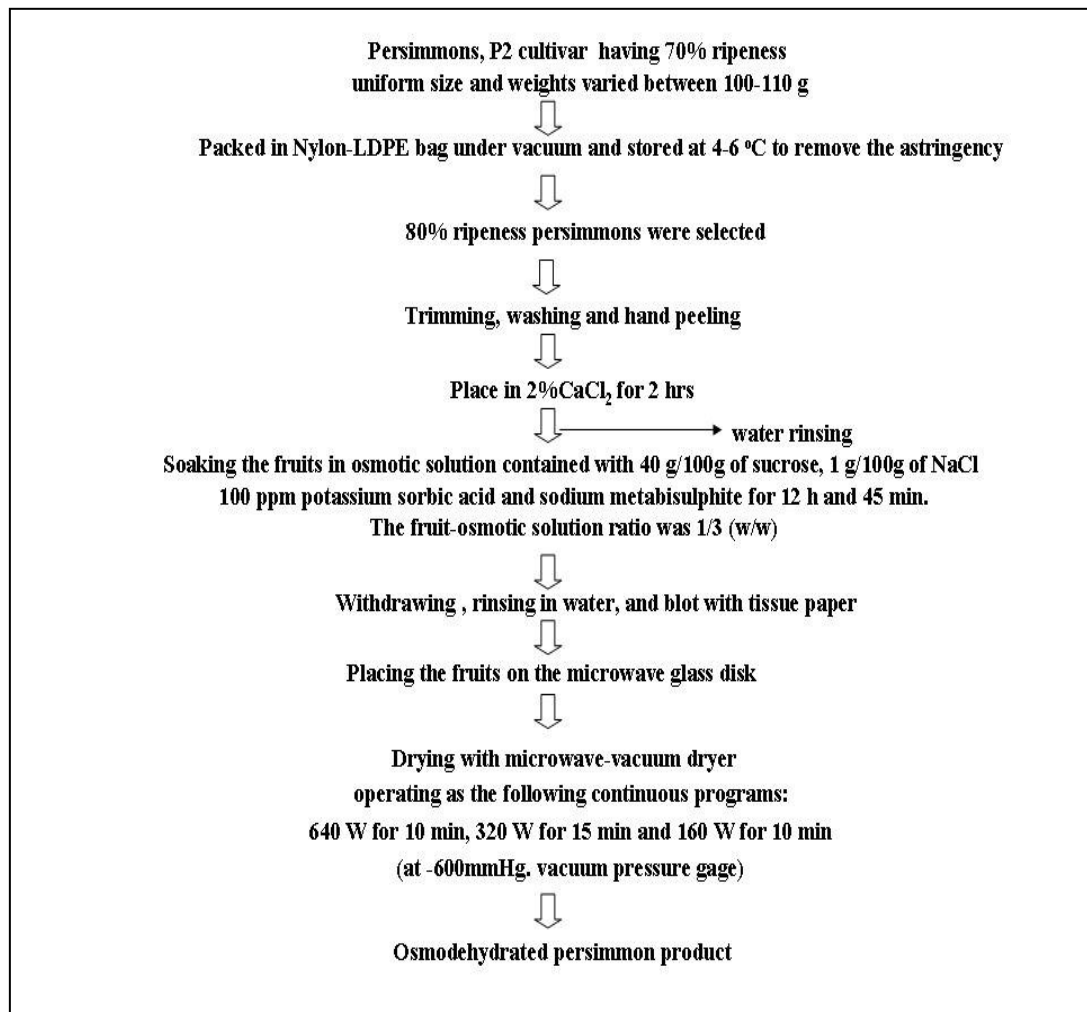 Persimmons, P2 cultivar having 70% ripeness
uniform size and weights varied between 100-110 g
Packed in Nylon-LDPE bag under vacuum and stored at 4-6 ºC to remove the astringency
80% ripeness persimmons were selected
Trimming, washing and hand peeling
Place in 2%CaCl₂ for 2 hrs
water rinsing
Soaking the fruits in osmotic solution contained with 40 g/100g of sucrose, 1 g/100g of NaCl
100 ppm potassium sorbic acid and sodium metabisulphite for 12 h and 45 min.
The fruit-osmotic solution ratio was 1/3 (w/w)
Withdrawing , rinsing in water, and blot with tissue paper
Placing the fruits on the microwave glass disk
Drying with microwave-vacuum dryer
operating as the following continuous programs:
640 W for 10 min, 320 W for 15 min and 160 W for 10 min
(at -600mmHg. vacuum pressure gage)
Osmodehydrated persimmon product